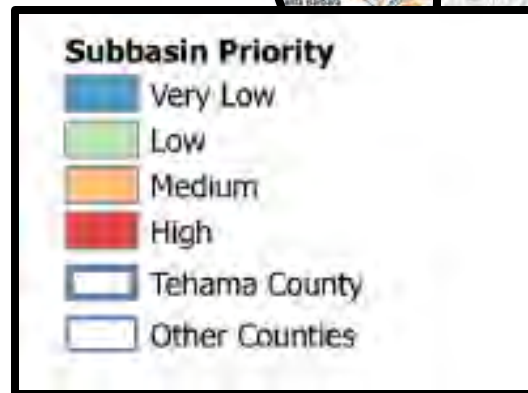 Subbasin Priority
Very Low
Low
Medium
High
Tehama County
Other Counties